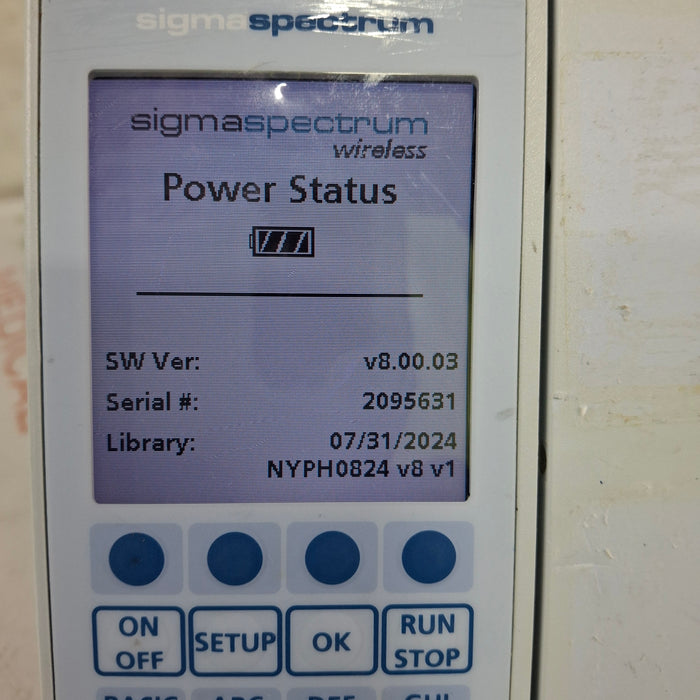 sigmaspectrum
sigmaspectrum
wireless
Power Status
SW Ver: v8.00.03
Serial #: 2095631
Library: 07/31/2024
NYPH0824 v8 v1
ON OFF
SETUP
OK
RUN STOP